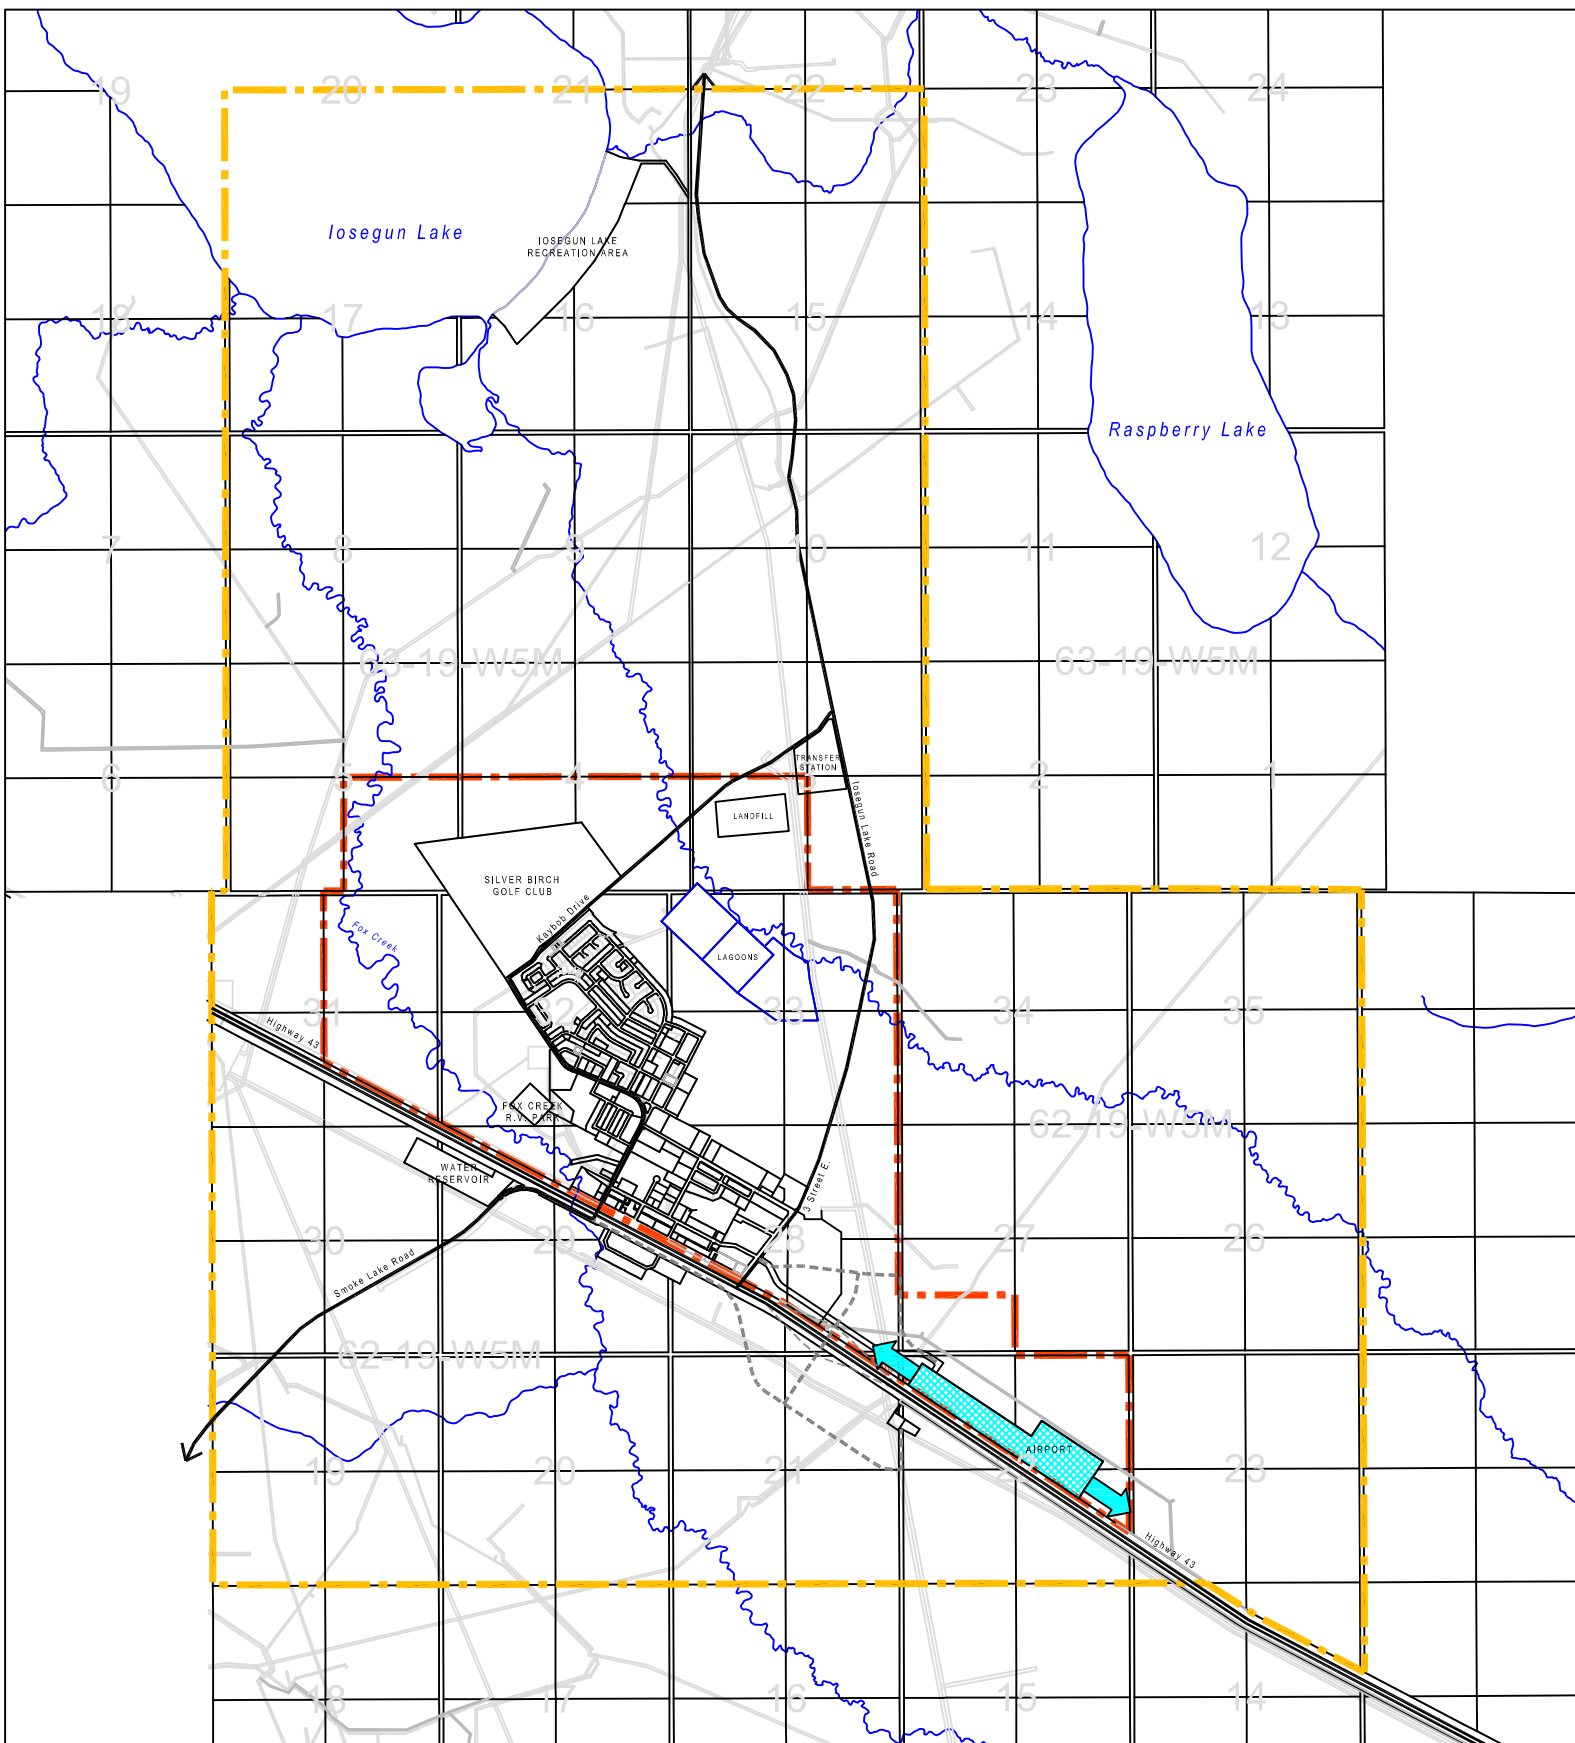 19
20
21
22
23
24
Iosegun Lake
IOSEGUN LAKE
RECREATION AREA
18
17
16
15
14
13
Raspberry Lake
7
8
9
10
11
12
63-19-W5M
63-19-W5M
6
5
4
3
2
1
TRANSFER
STATION
Iosegun Lake Road
LANDFILL
SILVER BIRCH
GOLF CLUB
Kaybob Drive
Fox Creek
LAGOONS
31
32
33
34
35
Highway 43
FOX CREEK
R.V. PARK
62-19-W5M
WATER
RESERVOIR
3 Street E.
30
29
28
27
26
Smoke Lake Road
62-19-W5M
AIRPORT
19
20
21
22
23
Highway 43
18
17
16
15
14